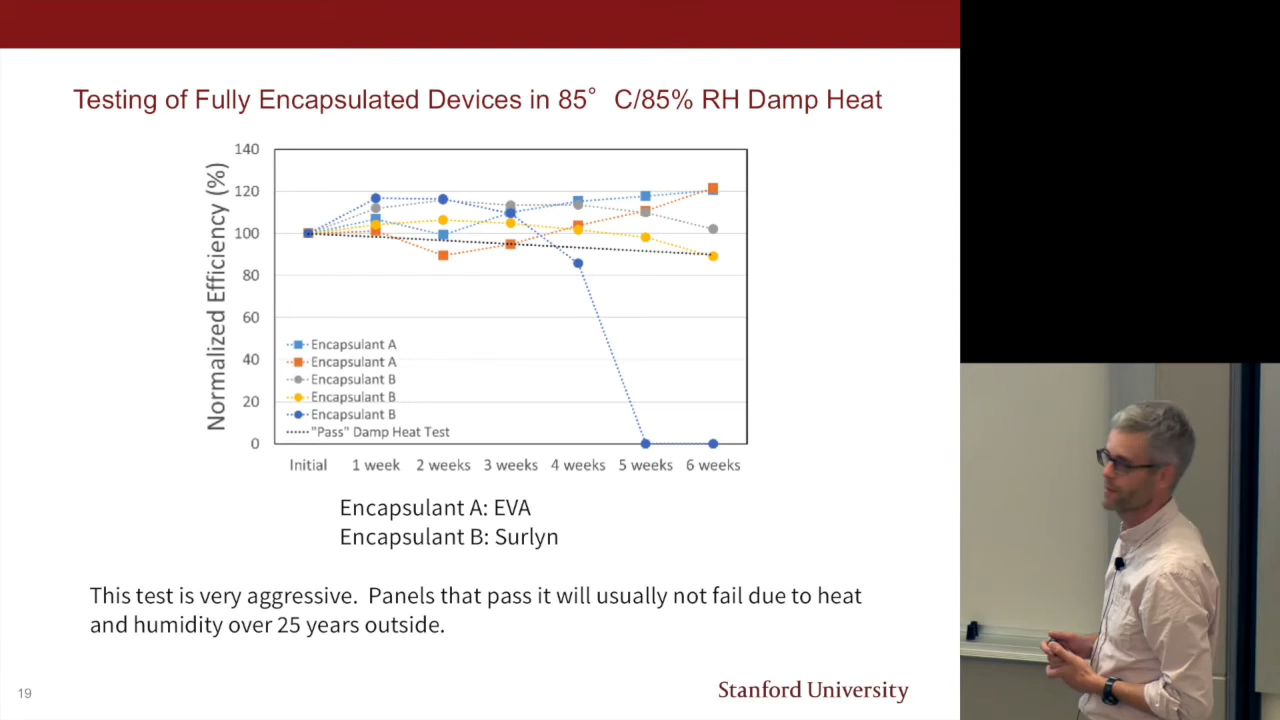 Testing of Fully Encapsulated Devices in 85° C/85% RH Damp Heat
Normalized Efficiency (%)
140
120
100
80
60
40
20
0
Encapsulant A
Encapsulant A
Encapsulant B
Encapsulant B
Encapsulant B
"Pass" Damp Heat Test
Initial 1 week 2 weeks 3 weeks 4 weeks 5 weeks 6 weeks
Encapsulant A: EVA
Encapsulant B: Surlyn
This test is very aggressive. Panels that pass it will usually not fail due to heat
and humidity over 25 years outside.
19
Stanford University